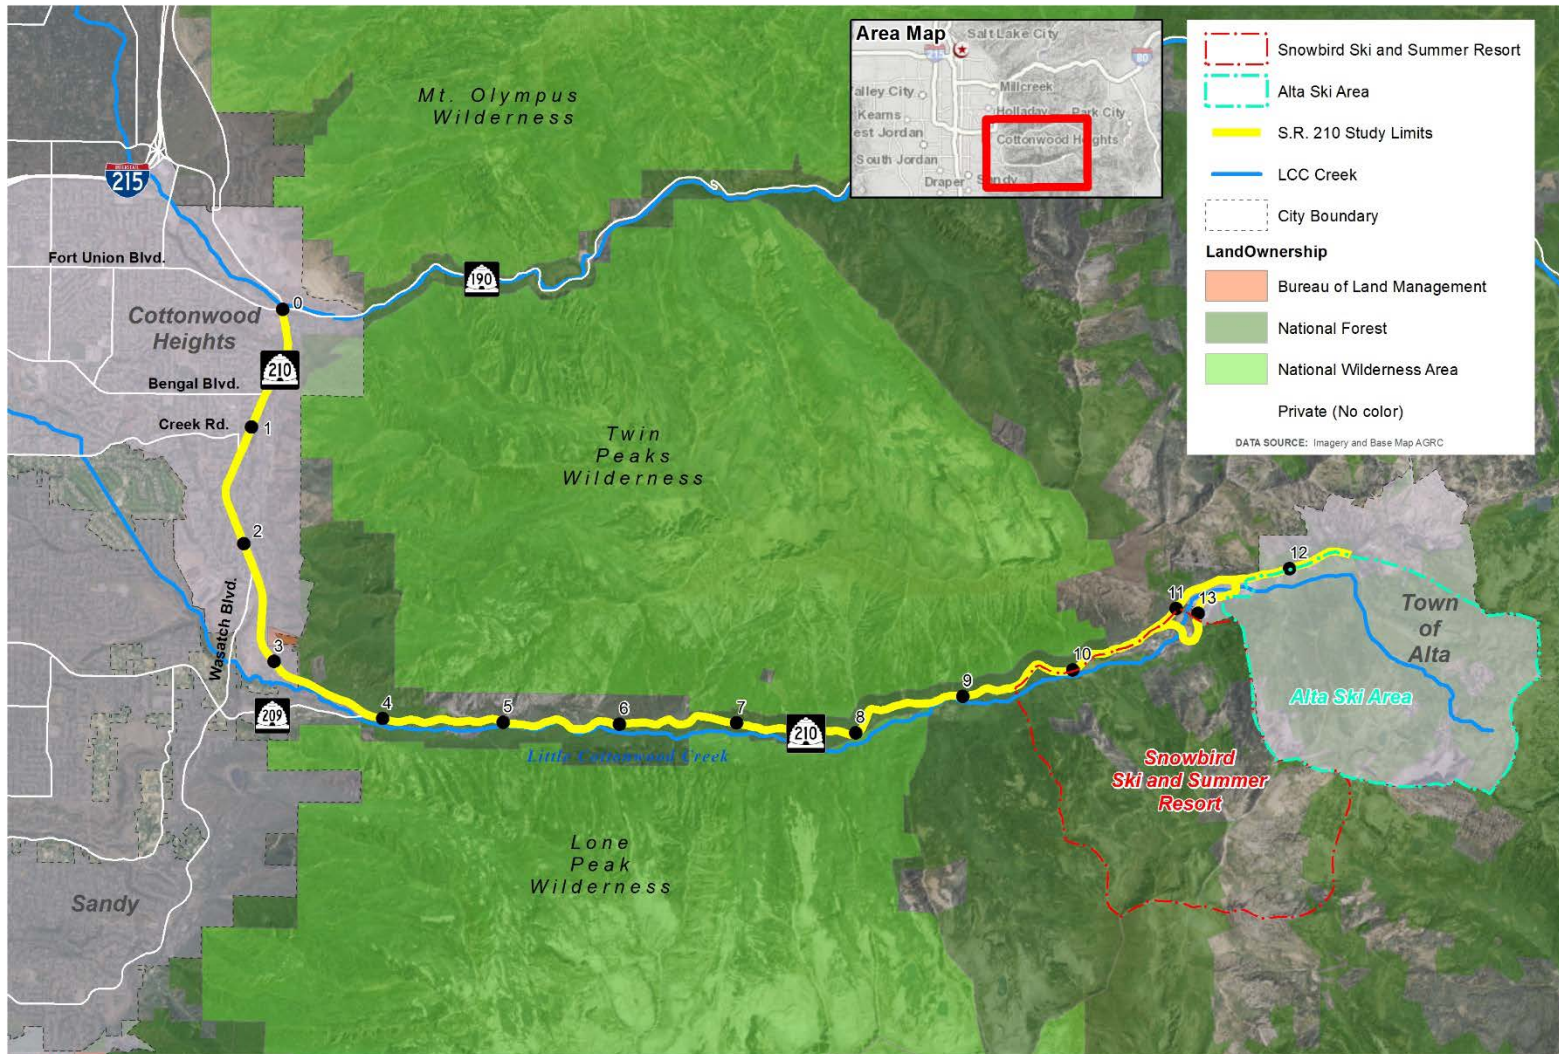 Area Map
Salt Lake City
215
80
alley City
Millcreek
Kearns
Holladay
Park City
est Jordan
Cottonwood Heights
South Jordan
Draper
Sandy
Snowbird Ski and Summer Resort
Alta Ski Area
S.R. 210 Study Limits
LCC Creek
City Boundary
LandOwnership
Bureau of Land Management
National Forest
National Wilderness Area
Private (No color)
DATA SOURCE: Imagery and Base Map AGRC
Mt. Olympus
Wilderness
215
Fort Union Blvd.
190
0
Cottonwood
Heights
210
Bengal Blvd.
Creek Rd.
1
Twin
Peaks
Wilderness
2
Wasatch Blvd.
3
209
4
5
6
7
210
8
9
10
11
13
12
Town
of
Alta
Alta Ski Area
Little Cottonwood Creek
Snowbird
Ski and Summer
Resort
Lone
Peak
Wilderness
Sandy